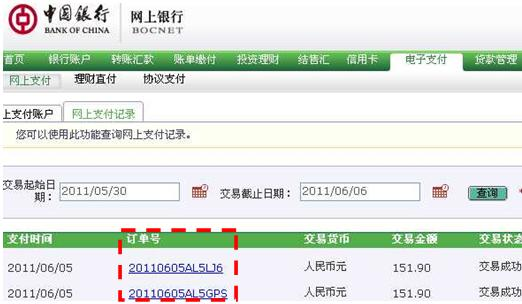 中国银行 网上银行
BANK OF CHINA BOCNET
首页 银行账户 转账汇款 账单缴付 投资理财 结售汇 信用卡 电子支付 贷款管理
网上支付 理财直付 协议支付
上支付账户 网上支付记录
您可以使用此功能查询网上支付记录。
交易起始日期: 2011/05/30 交易截止日期: 2011/06/06 查询 *
支付时间 订单号 交易货币 交易金额 交易状态
2011/06/05 20110605AL5LJ6 人民币元 151.90 交易成功
2011/06/05 20110605AL5GPS 人民币元 151.90 交易成功